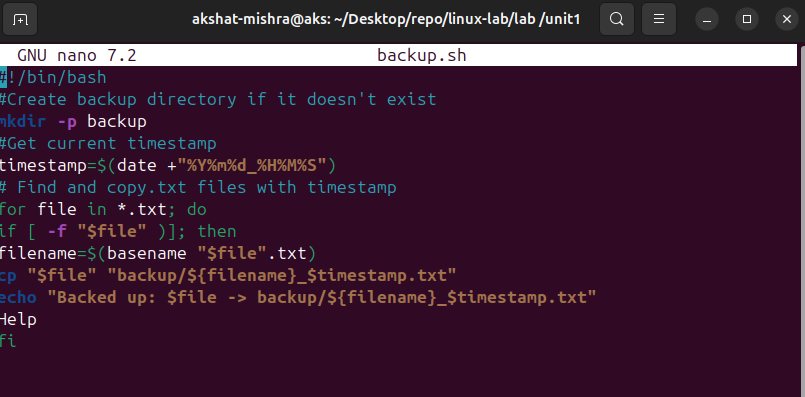 akshat-mishra@aks: ~/Desktop/repo/linux-lab/lab /unit1
GNU nano 7.2 backup.sh
#!/bin/bash
#Create backup directory if it doesn't exist
mkdir -p backup
#Get current timestamp
timestamp=$(date +"%Y%m%d_%H%M%S")
# Find and copy.txt files with timestamp
for file in *.txt; do
if [ -f "$file" )]; then
filename=$(basename "$file".txt)
cp "$file" "backup/${filename}_$timestamp.txt"
echo "Backed up: $file -> backup/${filename}_$timestamp.txt"
Help
fi